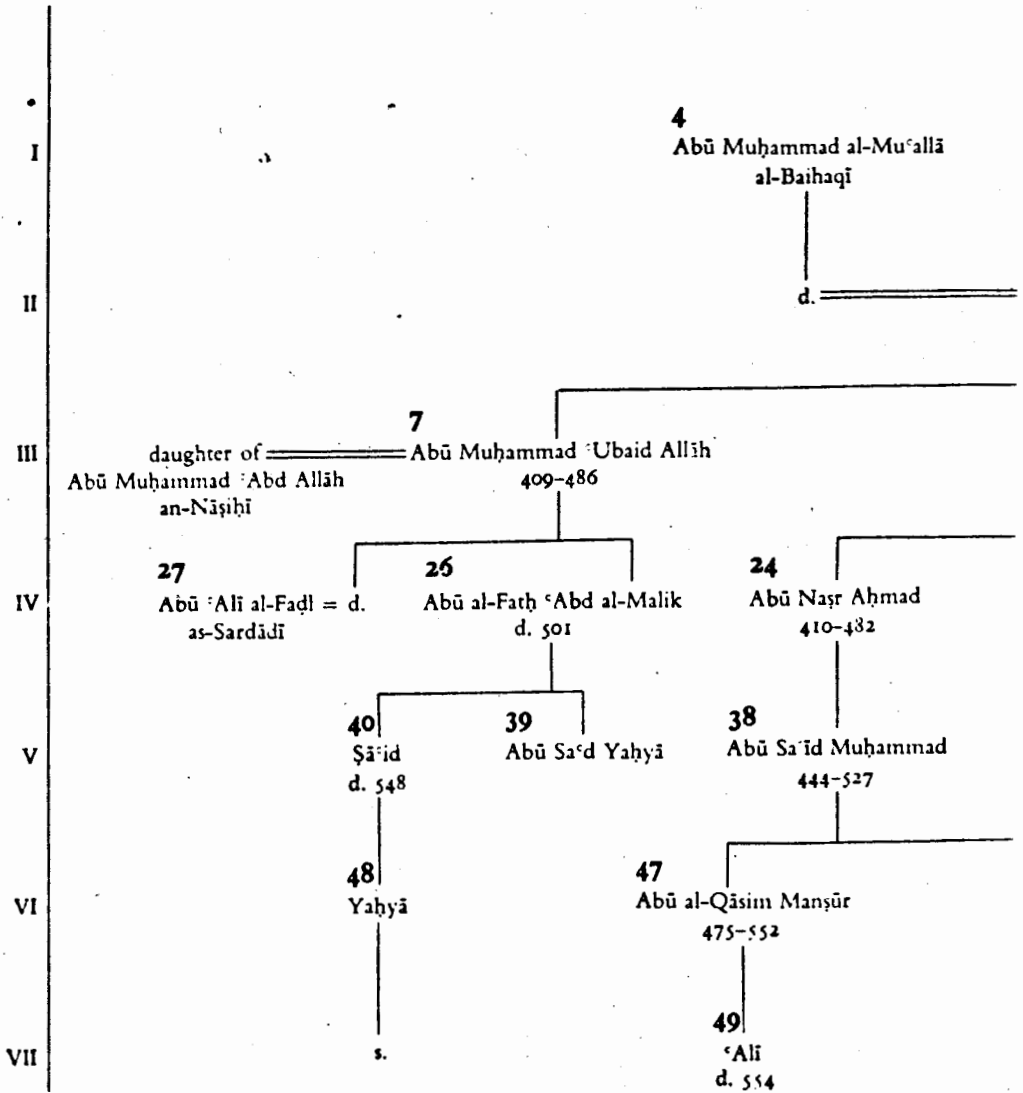 4
I
Abū Muḥammad al-Muʿallā
al-Baihaqī
II
d.
7
III
daughter of
Abū Muḥammad ʿUbaid Allāh
Abū Muḥammad ʿAbd Allāh
409–486
an-Nāṣiḥī
27
26
24
IV
Abū ʿAlī al-Faḍl = d.
Abū al-Fatḥ ʿAbd al-Malik
Abū Naṣr Aḥmad
as-Sardādī
d. 501
410–482
40
39
38
V
Ṣāʿid
Abū Saʿd Yaḥyā
Abū Saʿīd Muḥammad
d. 548
444–527
48
47
VI
Yaḥyā
Abū al-Qāsim Manṣūr
475–552
49
VII
s.
ʿAlī
d. 554